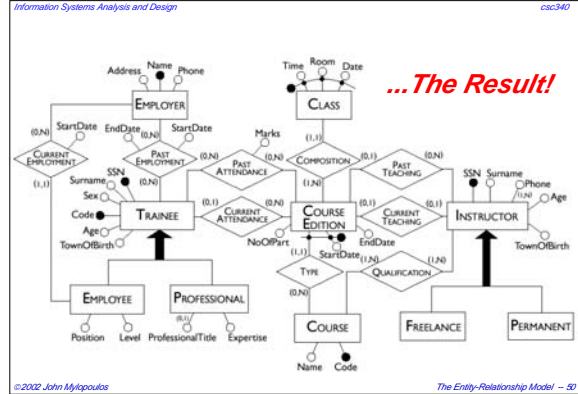 Information Systems Analysis and Design
csc340
...The Result!
Address
Name
Phone
EMPLOYER
Time
Room
Date
CLASS
(0,N)
StartDate
CURRENT
EMPLOYMENT
(1,1)
EndDate
(0,N)
StartDate
PAST
EMPLOYMENT
(0,N)
Marks
(0,N)
PAST
ATTENDANCE
(0,N)
(1,1)
COMPOSITION
(1,N)
(0,1)
PAST
TEACHING
(0,N)
SSN
Surname
Sex
Code
Age
TownOfBirth
TRAINEE
(0,1)
CURRENT
ATTENDANCE
(0,N)
COURSE
EDITION
NoOfPart
StartDate
EndDate
(0,1)
CURRENT
TEACHING
(0,1)
SSN
Surname
Phone
(1,N)
Age
INSTRUCTOR
TownOfBirth
(1,1)
TYPE
(0,N)
(1,N)
QUALIFICATION
(1,N)
EMPLOYEE
Position
Level
PROFESSIONAL
(0,1)
ProfessionalTitle
Expertise
COURSE
Name
Code
FREELANCE
PERMANENT
©2002 John Mylopoulos
The Entity-Relationship Model -- 50